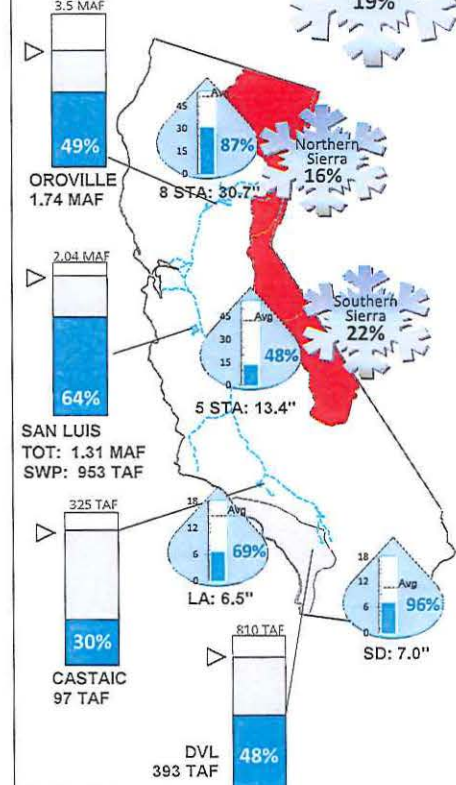 19%
3.5 MAF
49%
OROVILLE
1.74 MAF
45
30
15
0
Avg
87%
8 STA: 30.7"
Northern
Sierra
16%
2.04 MAF
64%
SAN LUIS
TOT: 1.31 MAF
SWP: 953 TAF
45
30
15
0
Avg
48%
5 STA: 13.4"
Southern
Sierra
22%
325 TAF
30%
CASTAIC
97 TAF
18
12
6
0
Avg
69%
LA: 6.5"
18
12
6
0
Avg
96%
SD: 7.0"
810 TAF
48%
DVL
393 TAF